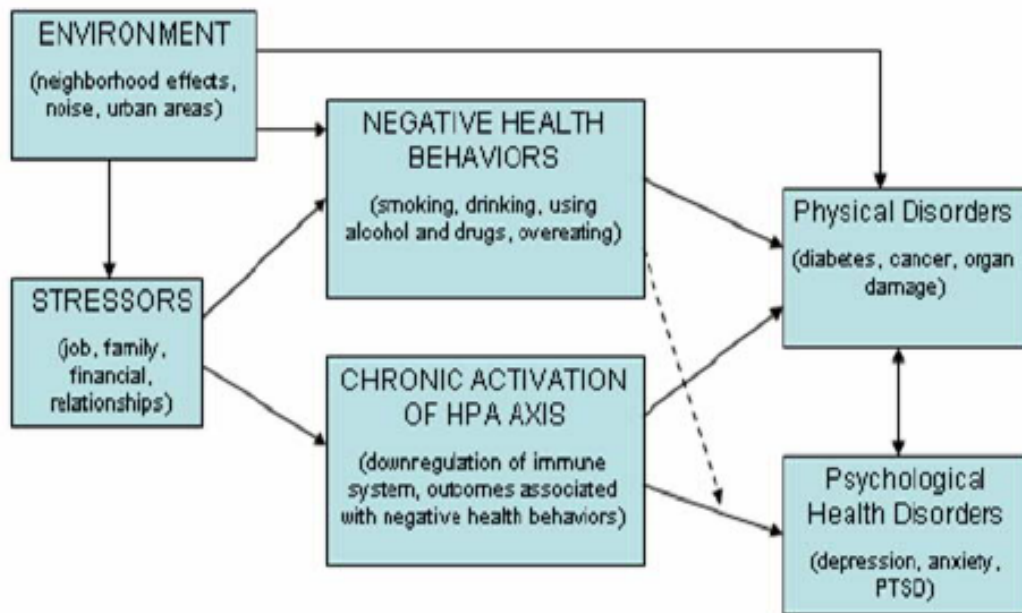 ENVIRONMENT
(neighborhood effects,
noise, urban areas)
NEGATIVE HEALTH
BEHAVIORS
(smoking, drinking, using
alcohol and drugs, overeating)
Physical Disorders
(diabetes, cancer, organ
damage)
STRESSORS
(job, family,
financial,
relationships)
CHRONIC ACTIVATION
OF HPA AXIS
(downregulation of immune
system, outcomes associated
with negative health behaviors)
Psychological
Health Disorders
(depression, anxiety,
PTSD)